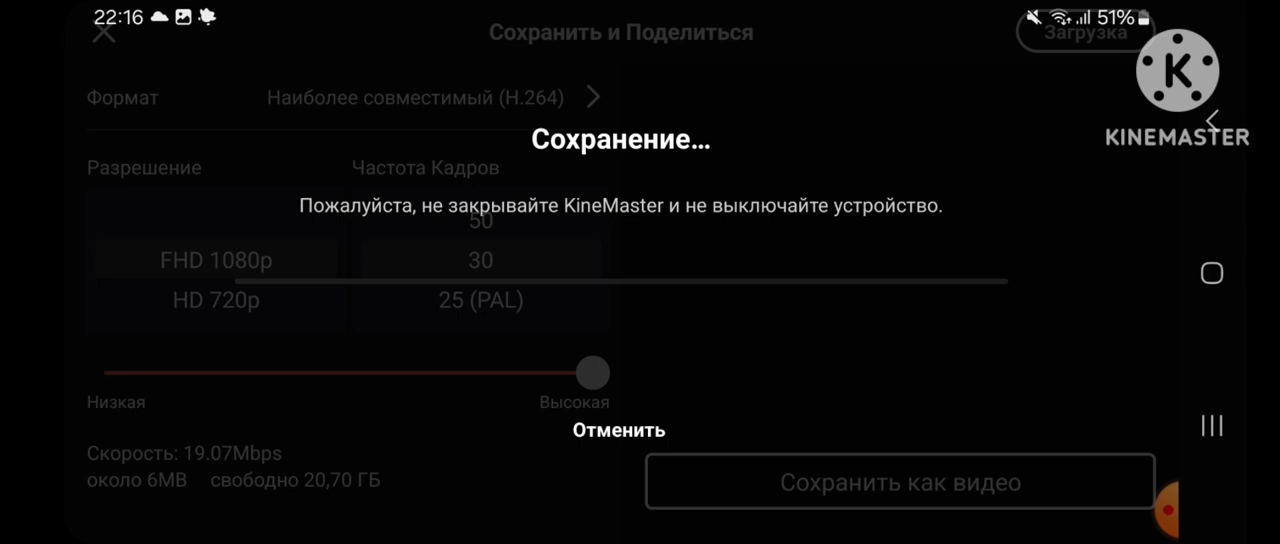 22:16
51%
Сохранить и Поделиться
Загрузка
K
KINEMASTER
Формат
Наиболее совместимый (H.264)
Сохранение...
Разрешение
Частота Кадров
Пожалуйста, не закрывайте KineMaster и не выключайте устройство.
50
FHD 1080p
30
HD 720p
25 (PAL)
Низкая
Высокая
Отменить
Скорость: 19.07Mbps
около 6MB свободно 20,70 ГБ
Сохранить как видео